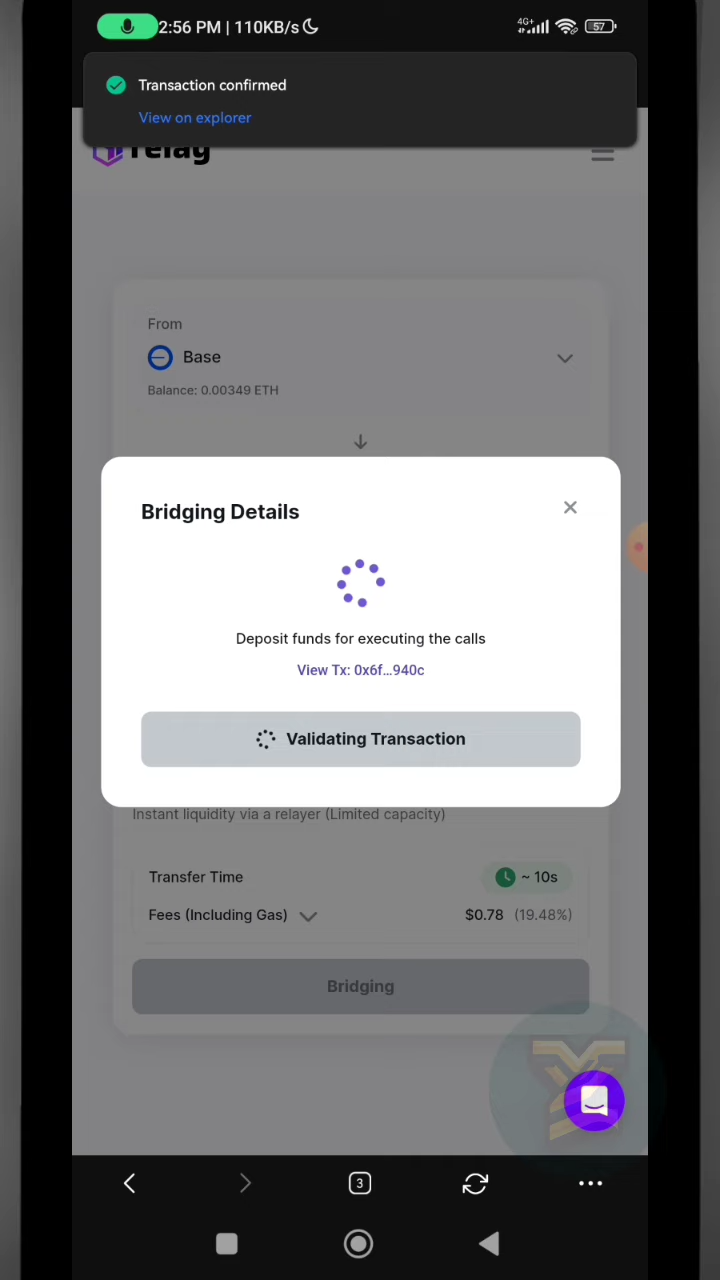 2:56 PM | 110KB/s
4G+
57
Transaction confirmed
View on explorer
relay
From
Base
Balance: 0.00349 ETH
Bridging Details
Deposit funds for executing the calls
View Tx: 0x6f...940c
Validating Transaction
Instant liquidity via a relayer (Limited capacity)
Transfer Time
~ 10s
Fees (Including Gas)
$0.78 (19.48%)
Bridging
3